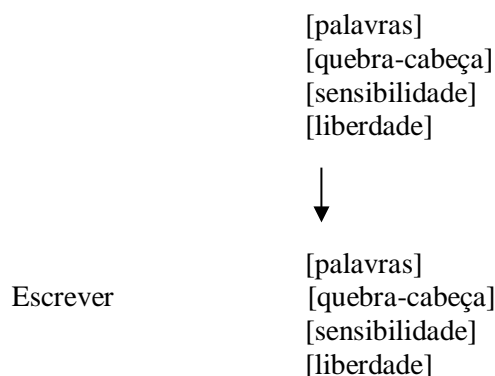 [palavras]
[quebra-cabeça]
[sensibilidade]
[liberdade]
[palavras]
Escrever [quebra-cabeça]
[sensibilidade]
[liberdade]